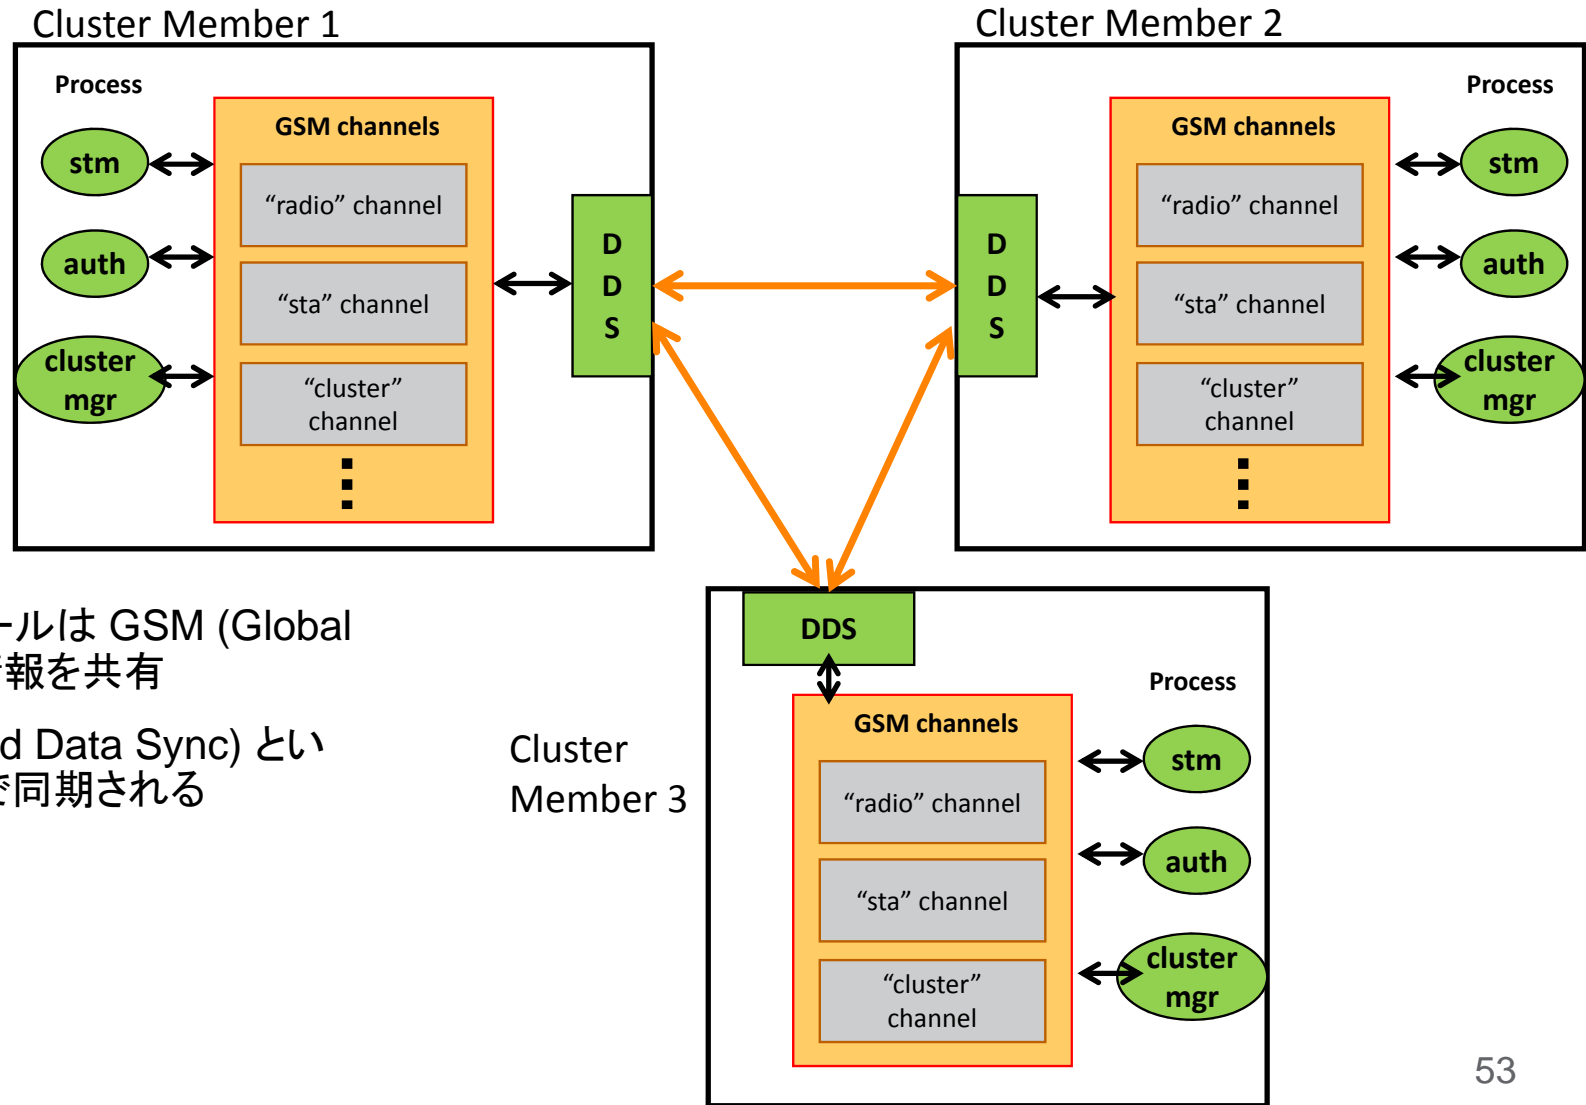 Cluster Member 1
Process
GSM channels
stm
"radio" channel
auth
"sta" channel
cluster
mgr
"cluster"
channel
D
D
S
Cluster Member 2
Process
GSM channels
stm
"radio" channel
D
D
S
auth
"sta" channel
cluster
mgr
"cluster"
channel
ールは GSM (Global
報を共有
d Data Sync) とい
で同期される
Cluster
Member 3
DDS
Process
GSM channels
stm
"radio" channel
auth
"sta" channel
cluster
mgr
"cluster"
channel
53